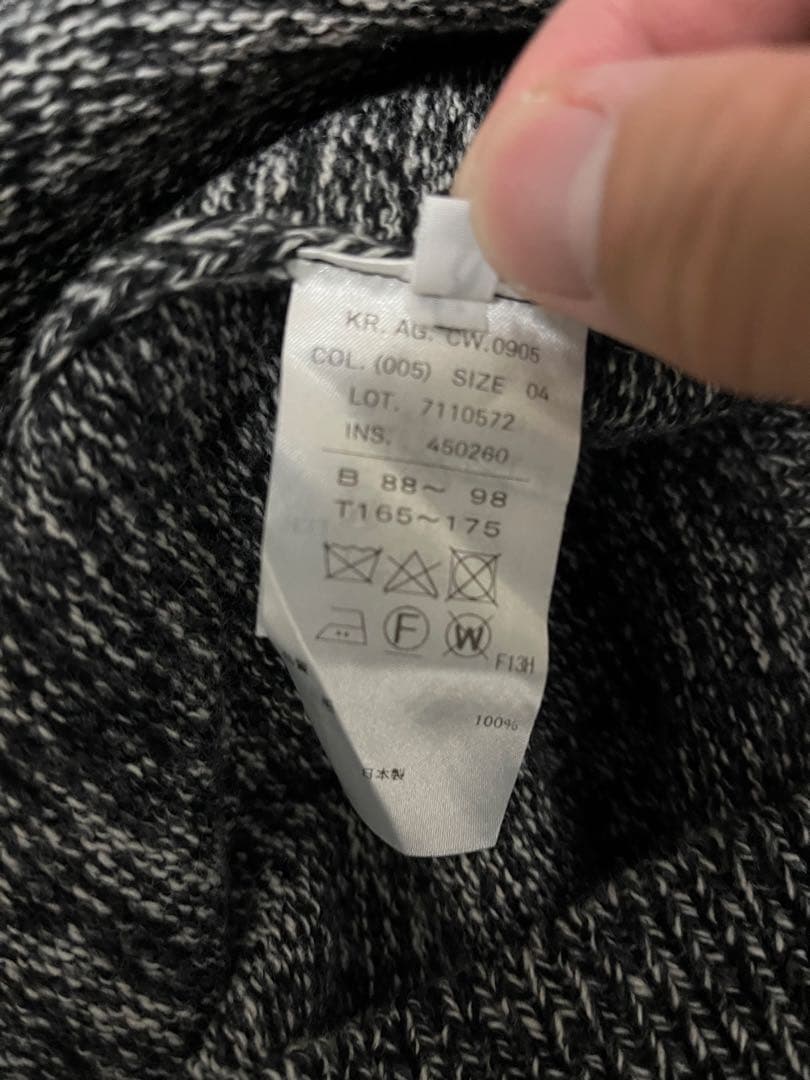 KR. AG. CW.0905
COL. (005) SIZE 04
LOT. 7110572
INS. 450260
B 88～ 98
T165～175
F
W
F13H
100%
日本製